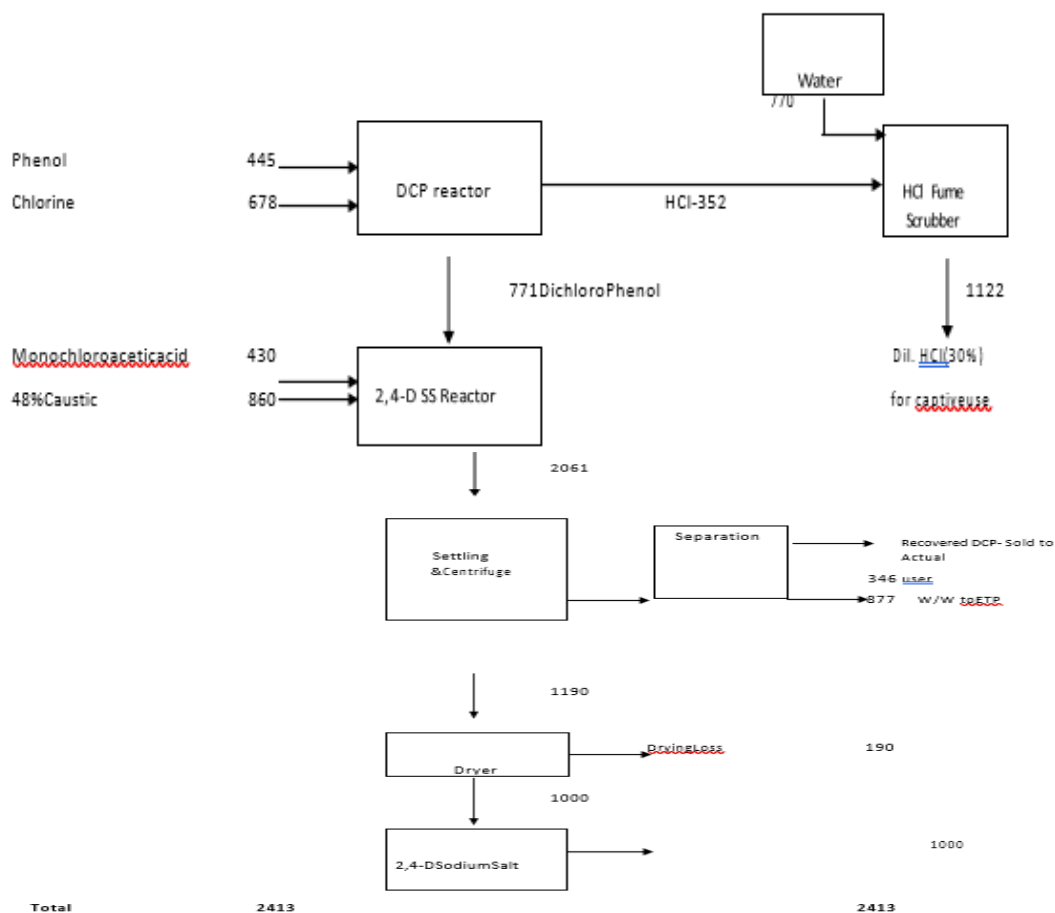 Water
770
Phenol 445
DCP reactor
HCl Fume
Scrubber
Chlorine 678
HCI-352
771DichloroPhenol
1122
Monochloroaceticacid 430
2,4-D SS Reactor
Dil. HCl(30%)
48%Caustic 860
for captiveuse
2061
Settling
&Centrifuge
Separation
Recovered DCP- Sold to
Actual
346 user
877 W/W tpETP
1190
Dryer
DryingLoss 190
1000
2,4-DSodiumSalt
1000
Total 2413 2413